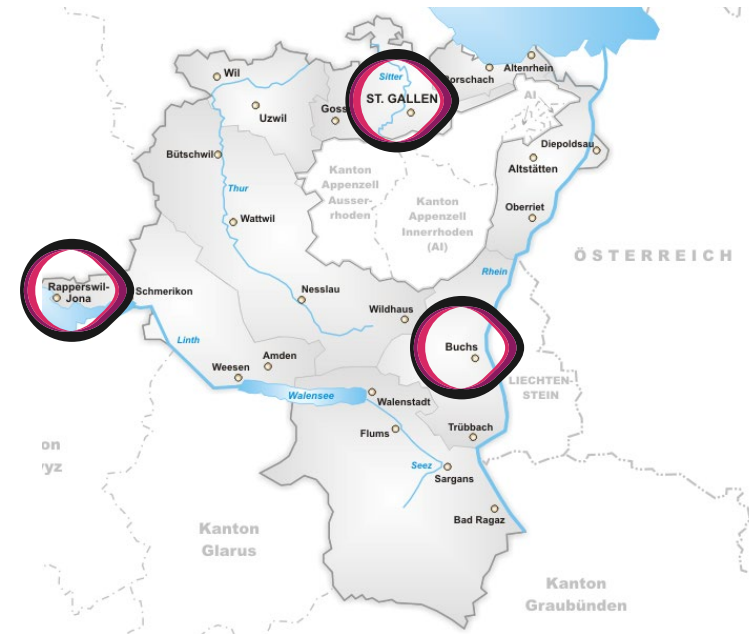 Wil
Altenrhein
Sitter
ST. GALLEN
Uzwil
Goss
AI
Diepoldsau
Altstätten
Bütschwil
Kanton
Appenzell
Ausser-
rhoden
Kanton
Appenzell
Innerrhoden
(AI)
Thur
Wattwil
Oberriet
ÖSTERREICH
Rhein
Rapperswil-
Jona
Schmerikon
Nesslau
Wildhaus
Linth
Buchs
Amden
Weesen
LIECHTEN-
STEIN
Walensee
Walenstadt
Flums
Trübbach
on
yz
Seez
Sargans
Bad Ragaz
Kanton
Glarus
Kanton
Graubünden